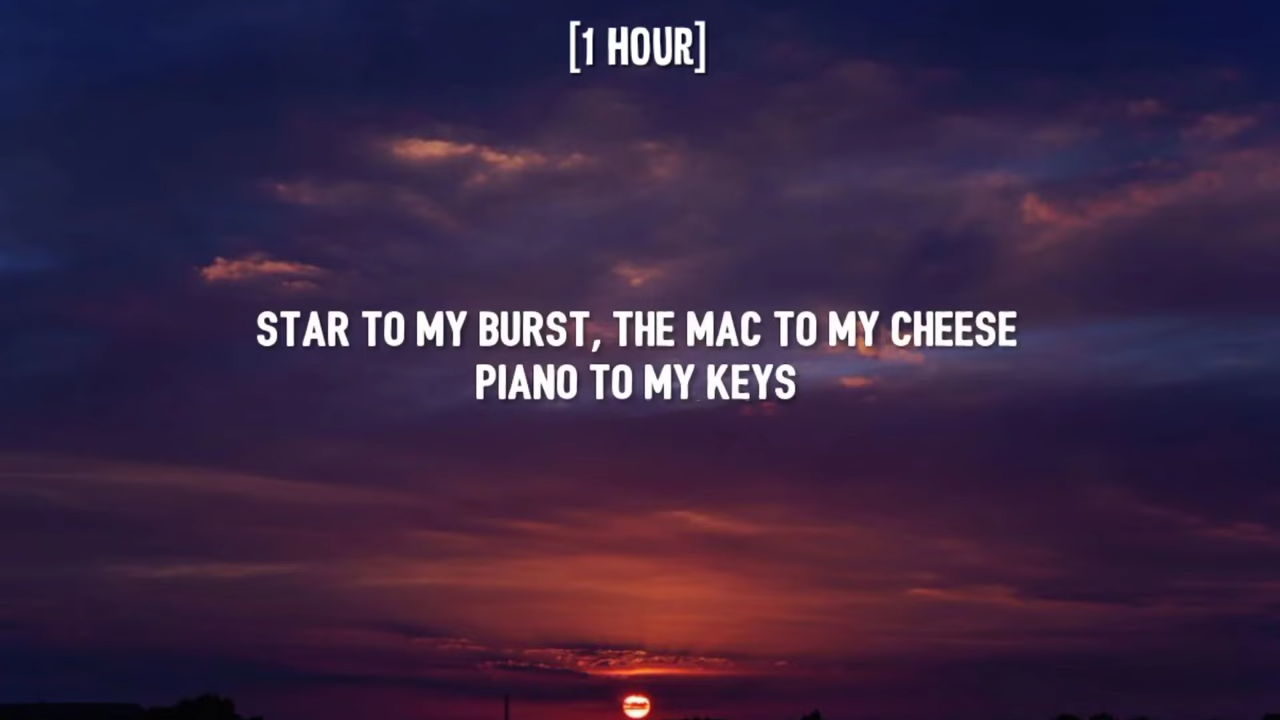 [1 HOUR]
STAR TO MY BURST, THE MAC TO MY CHEESE
PIANO TO MY KEYS